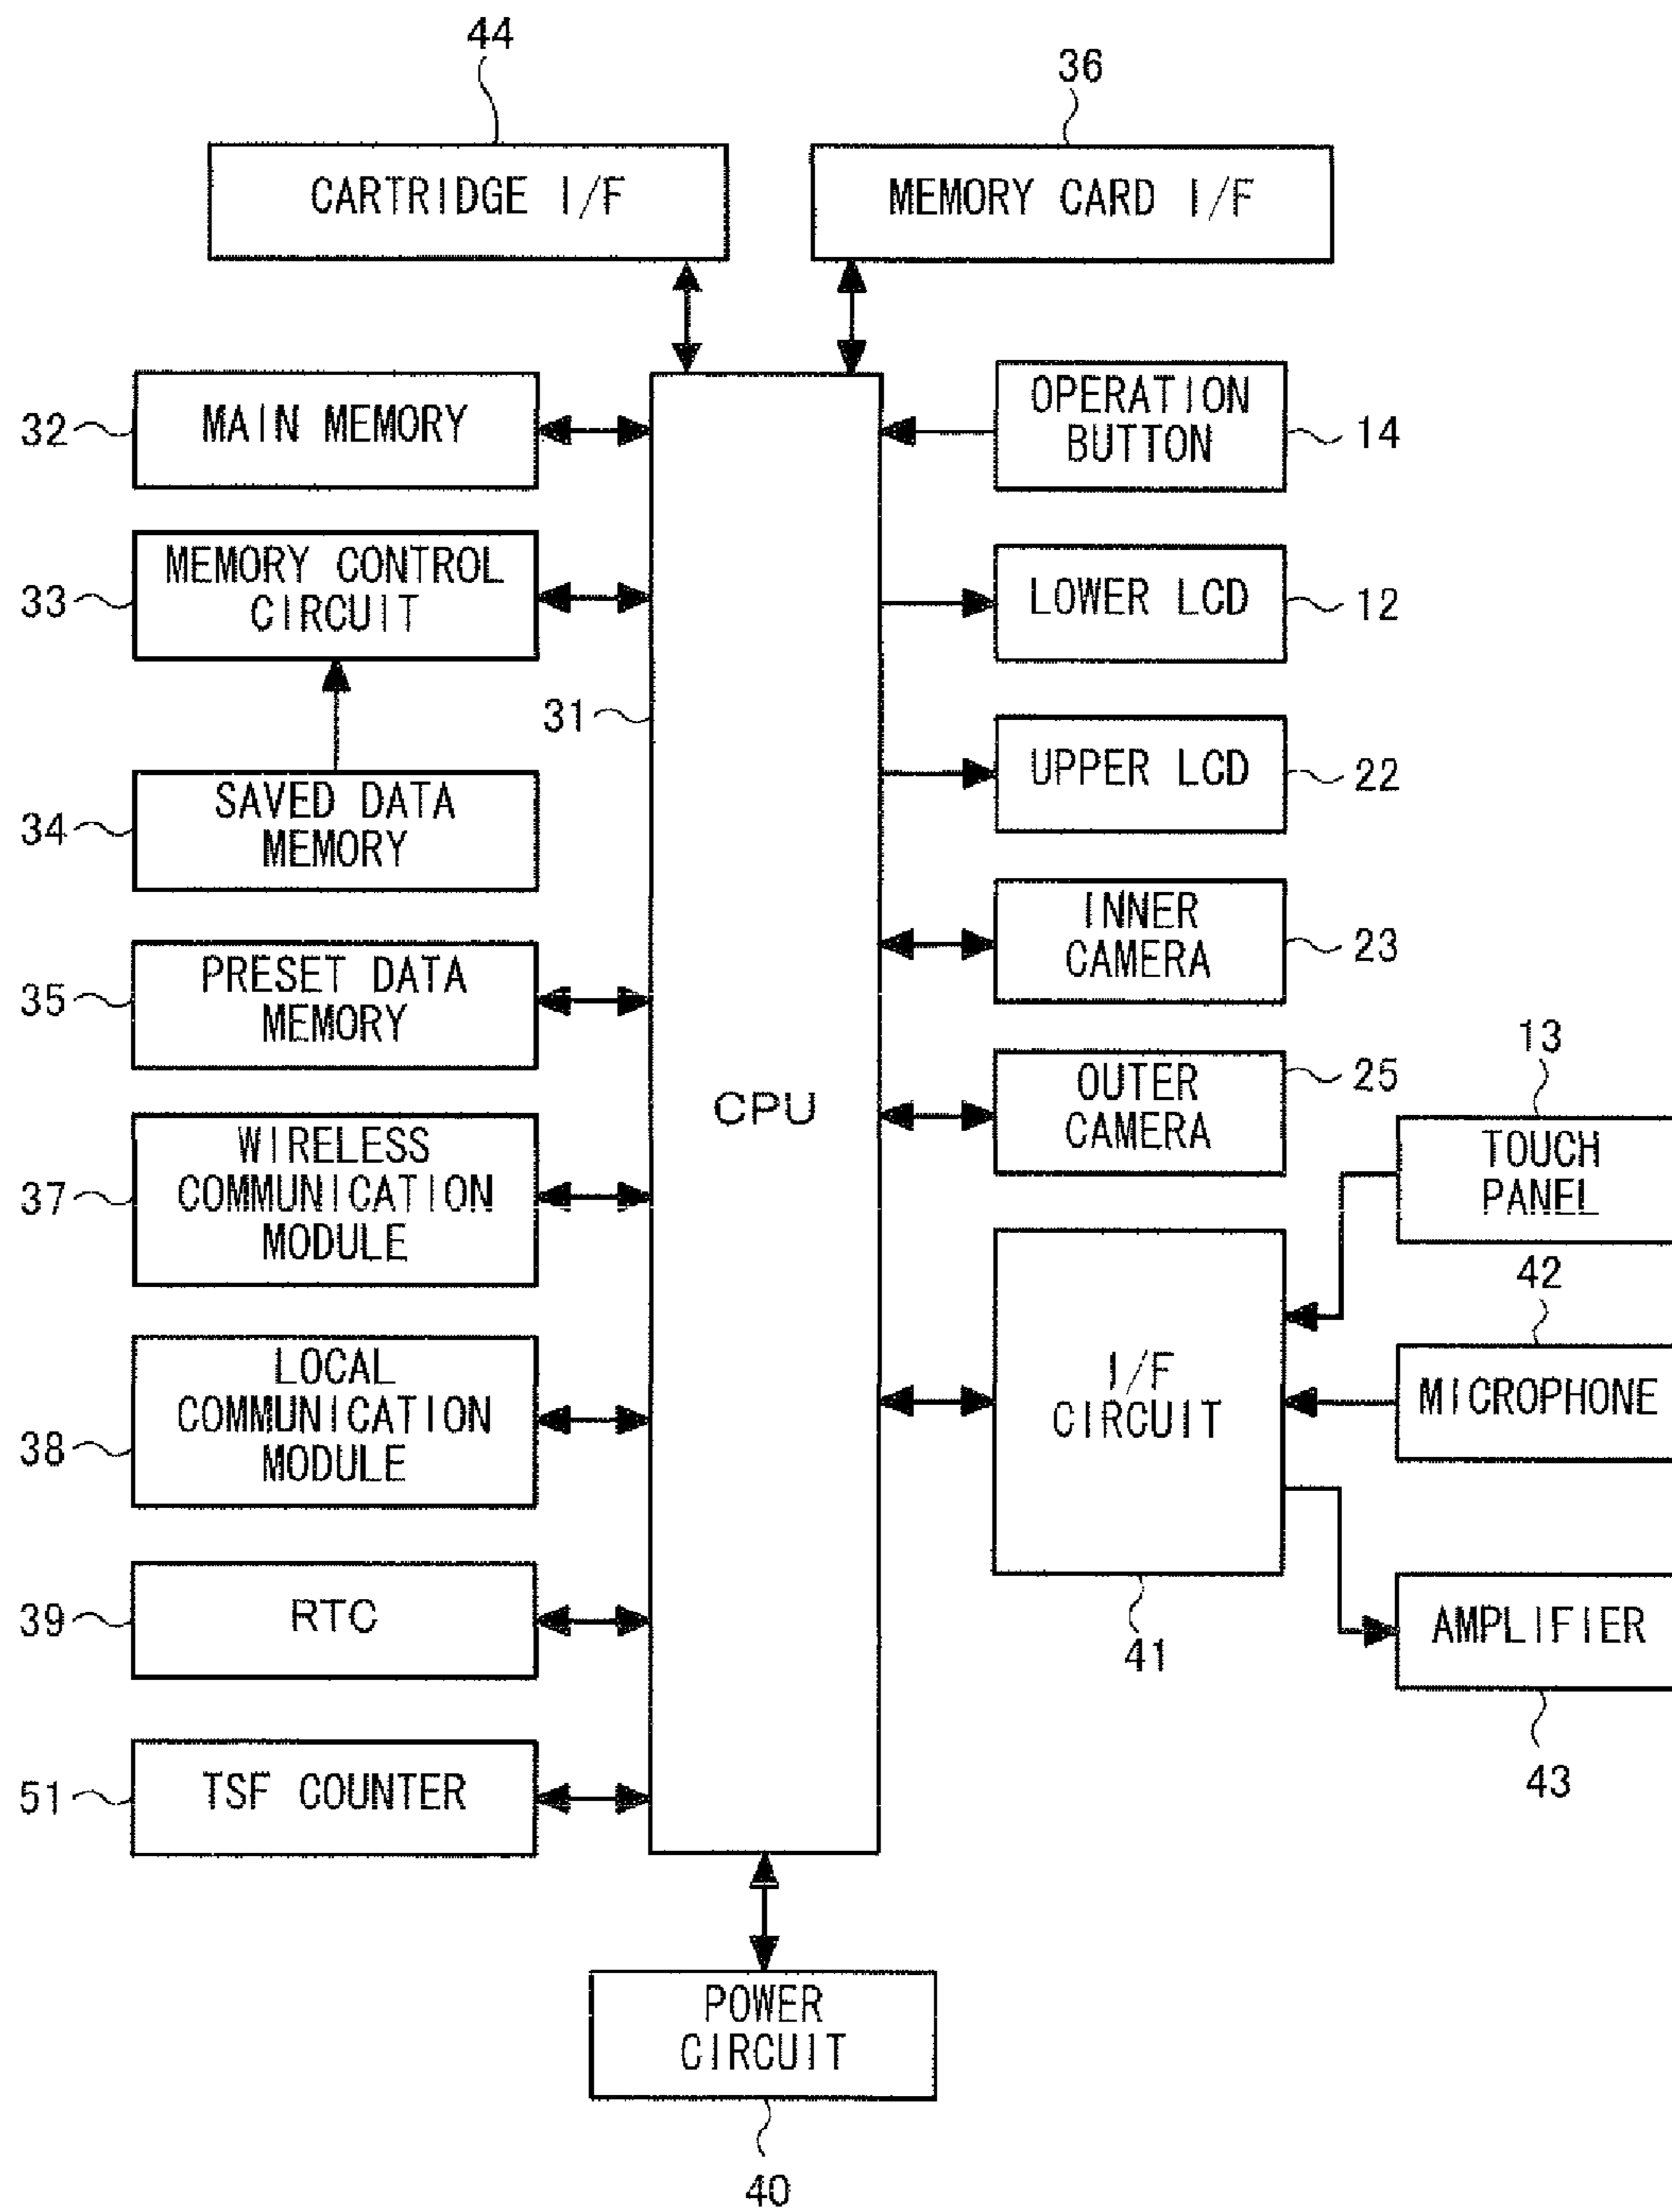 44
36
CARTRIDGE I/F
MEMORY CARD I/F
32
MAIN MEMORY
OPERATION
BUTTON
14
33
MEMORY CONTROL
CIRCUIT
LOWER LCD
12
31
34
SAVED DATA
MEMORY
UPPER LCD
22
INNER
CAMERA
23
35
PRESET DATA
MEMORY
CPU
OUTER
CAMERA
25
13
TOUCH
PANEL
37
WIRELESS
COMMUNICATION
MODULE
42
MICROPHONE
I/F
CIRCUIT
38
LOCAL
COMMUNICATION
MODULE
41
AMPLIFIER
43
39
RTC
51
TSF COUNTER
POWER
CIRCUIT
40